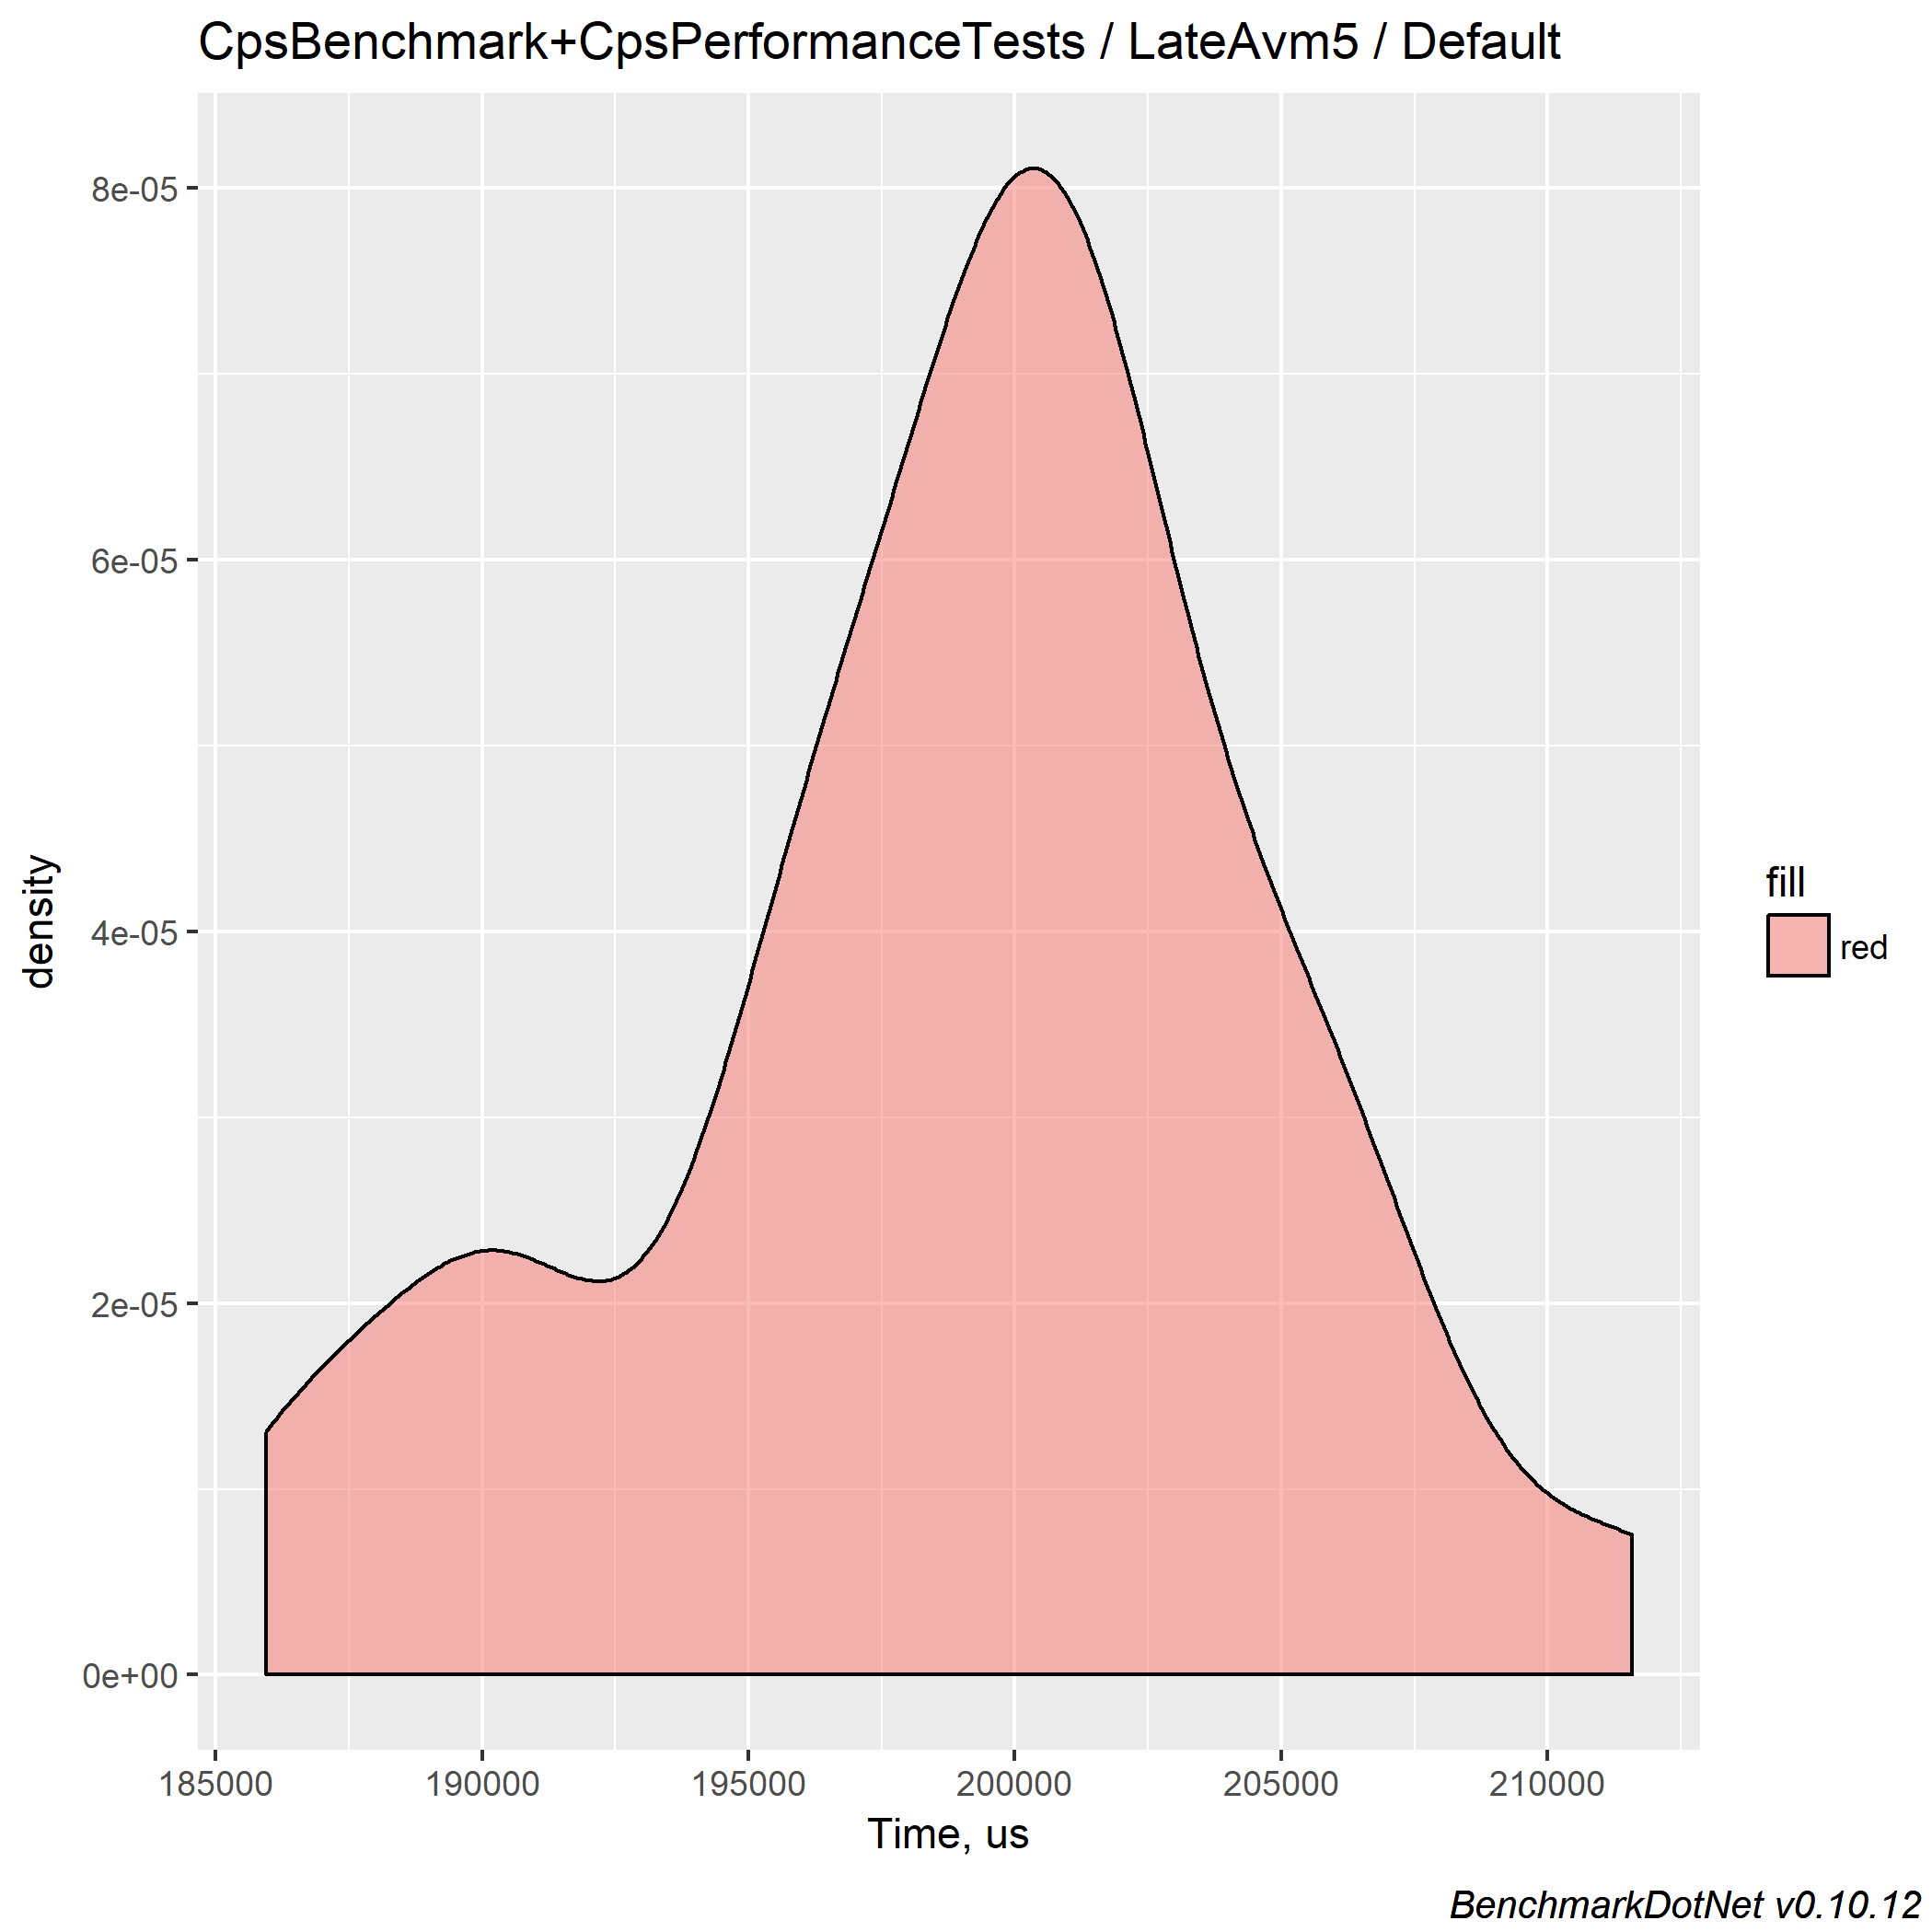 CpsBenchmark+CpsPerformanceTests / LateAvm5 / Default
8e-05
6e-05
4e-05
2e-05
0e+00
density
185000 190000 195000 200000 205000 210000
Time, us
fill
red
BenchmarkDotNet v0.10.12